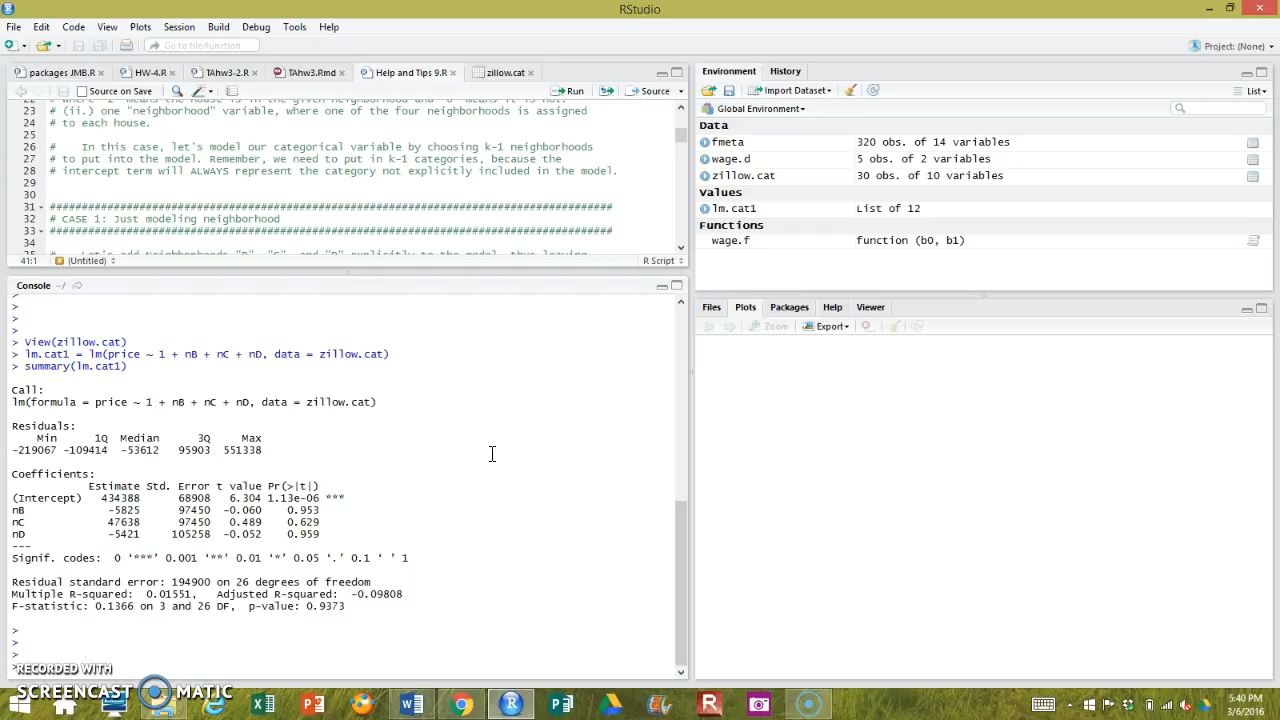 RStudio
File Edit Code View Plots Session Build Debug Tools Help
Go to file/function
Project: (None)
packages JMB.R
HW-4.R
TAhw3-2.R
TAhw3.Rmd
Help and Tips 9.R
zillow.cat
Source on Save
Run
Source
23 # (ii.) one "neighborhood" variable, where one of the four neighborhoods is assigned
24 # to each house.
25
26 # In this case, let's model our categorical variable by choosing k-1 neighborhoods
27 # to put into the model. Remember, we need to put in k-1 categories, because the
28 # intercept term will ALWAYS represent the category not explicitly included in the model.
29
30
31 ######################################################################################
32 # CASE 1: Just modeling neighborhood
33 ######################################################################################
34
41:1 (Untitled) R Script
Console ~/
>
>
>
>
> View(zillow.cat)
> lm.cat1 = lm(price ~ 1 + nB + nC + nD, data = zillow.cat)
> summary(lm.cat1)
Call:
lm(formula = price ~ 1 + nB + nC + nD, data = zillow.cat)
Residuals:
Min 1Q Median 3Q Max
-219067 -109414 -53612 95903 551338
Coefficients:
Estimate Std. Error t value Pr(>|t|)
(Intercept) 434388 68908 6.304 1.13e-06 ***
nB -5825 97450 -0.060 0.953
nC 47638 97450 0.489 0.629
nD -5421 105258 -0.052 0.959
---
Signif. codes: 0 ‘***’ 0.001 ‘**’ 0.01 ‘*’ 0.05 ‘.’ 0.1 ‘ ’ 1
Residual standard error: 194900 on 26 degrees of freedom
Multiple R-squared: 0.01551, Adjusted R-squared: -0.09808
F-statistic: 0.1366 on 3 and 26 DF, p-value: 0.9373
>
>
>
>
Environment History
Import Dataset
List
Global Environment
Data
fmeta 320 obs. of 14 variables
wage.d 5 obs. of 2 variables
zillow.cat 30 obs. of 10 variables
Values
lm.cat1 List of 12
Functions
wage.f function (b0, b1)
Files Plots Packages Help Viewer
Zoom Export
RECORDED WITH
SCREENCAST MATIC
5:40 PM
3/6/2016